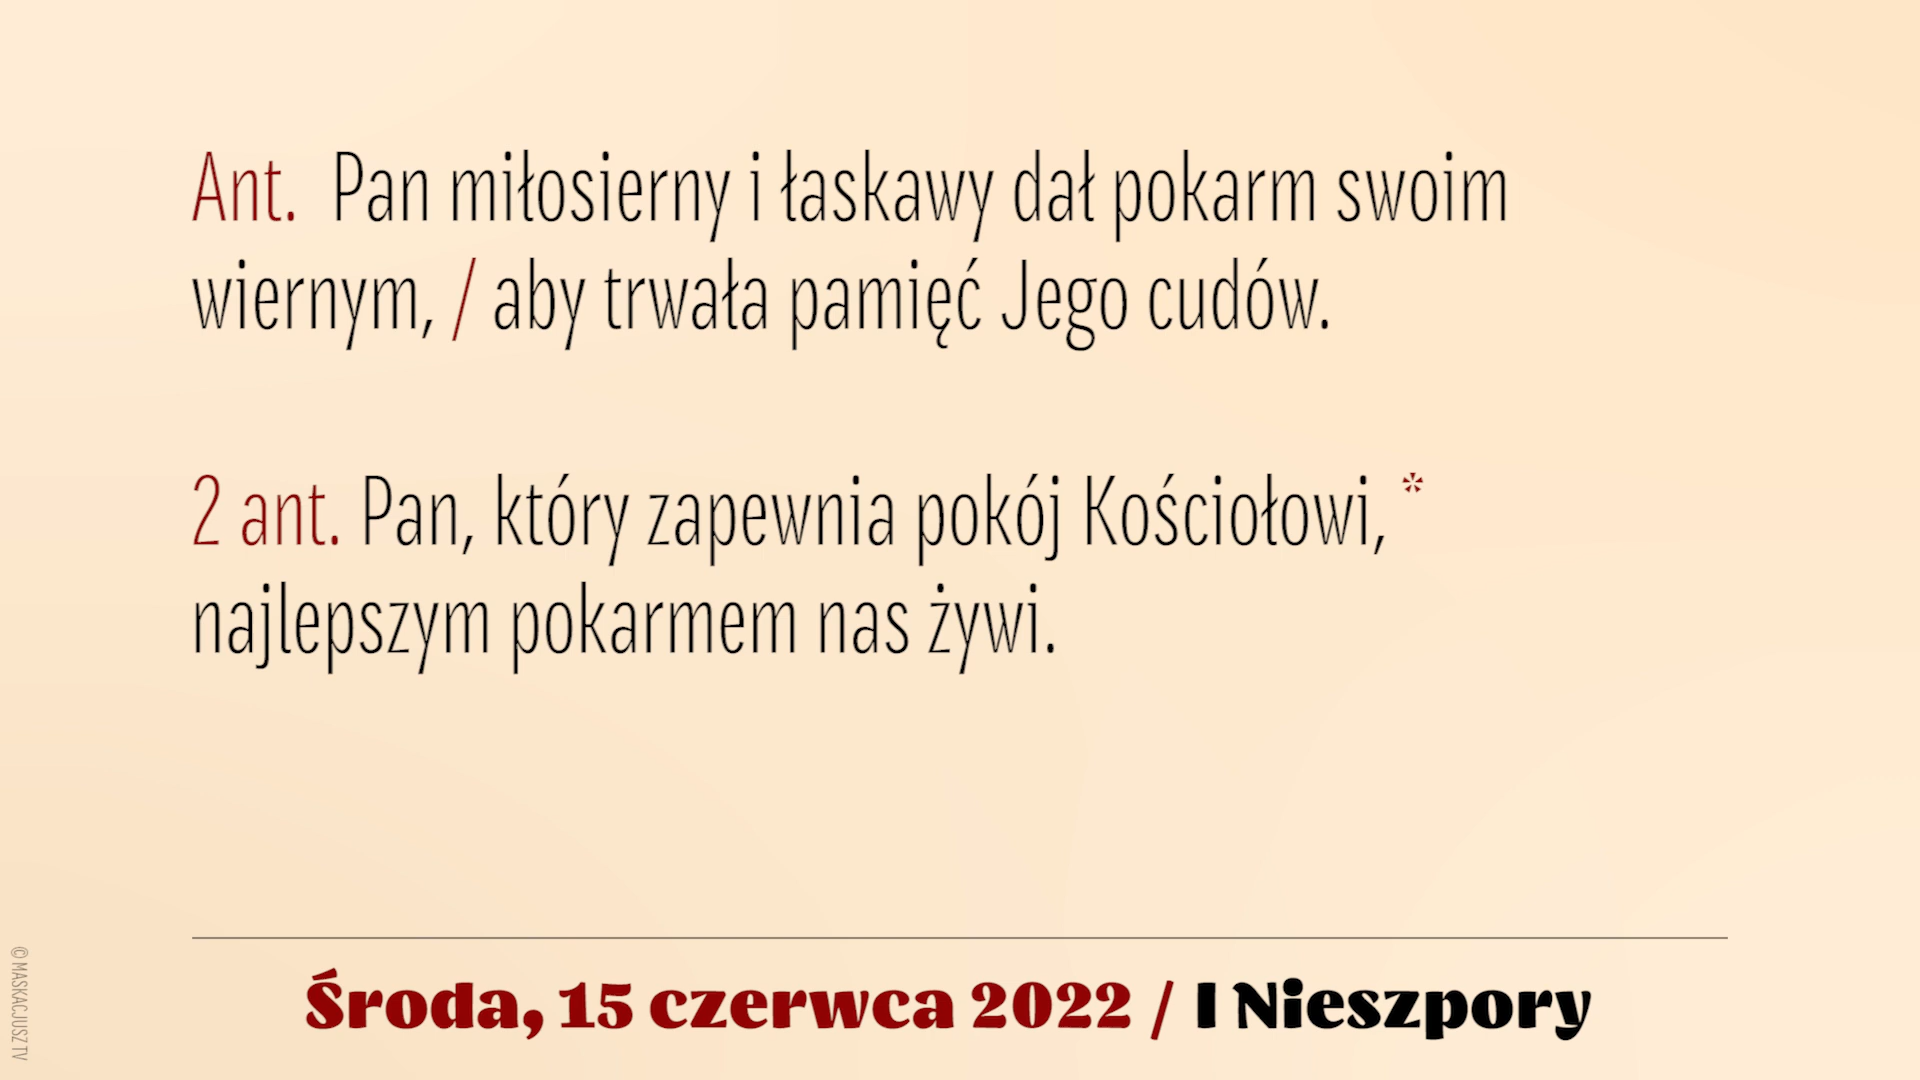 Ant. Pan miłosierny i łaskawy dał pokarm swoim
wiernym, / aby trwała pamięć Jego cudów.
2 ant. Pan, który zapewnia pokój Kościołowi, *
najlepszym pokarmem nas żywi.
Środa, 15 czerwca 2022 / I Nieszpory
© MASKACJUSZ TV